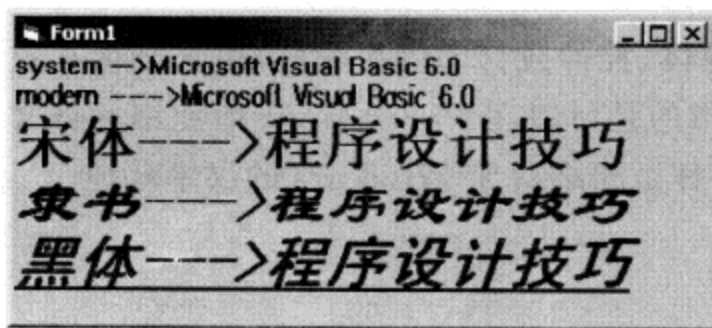 Form1
system —>Microsoft Visual Basic 6.0
modern --->Microsoft Visual Basic 6.0
宋体--->程序设计技巧
隶书--->程序设计技巧
黑体--->程序设计技巧